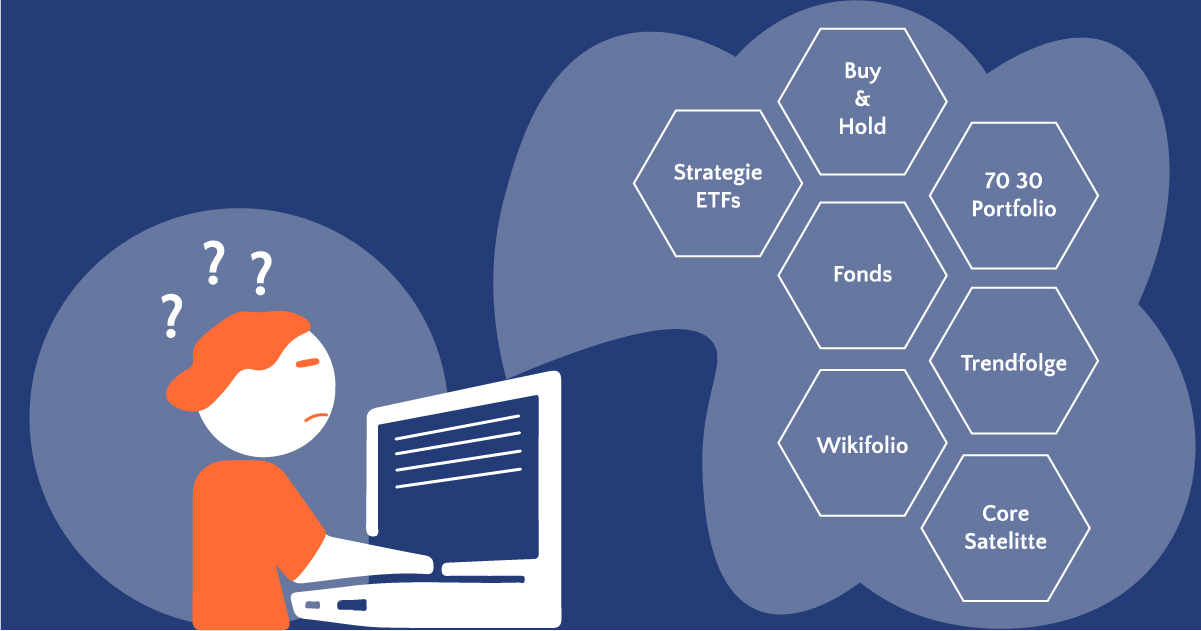 ? ? ?
Buy
&
Hold
Strategie
ETFs
70 30
Portfolio
Fonds
Trendfolge
Wikifolio
Core
Satelitte